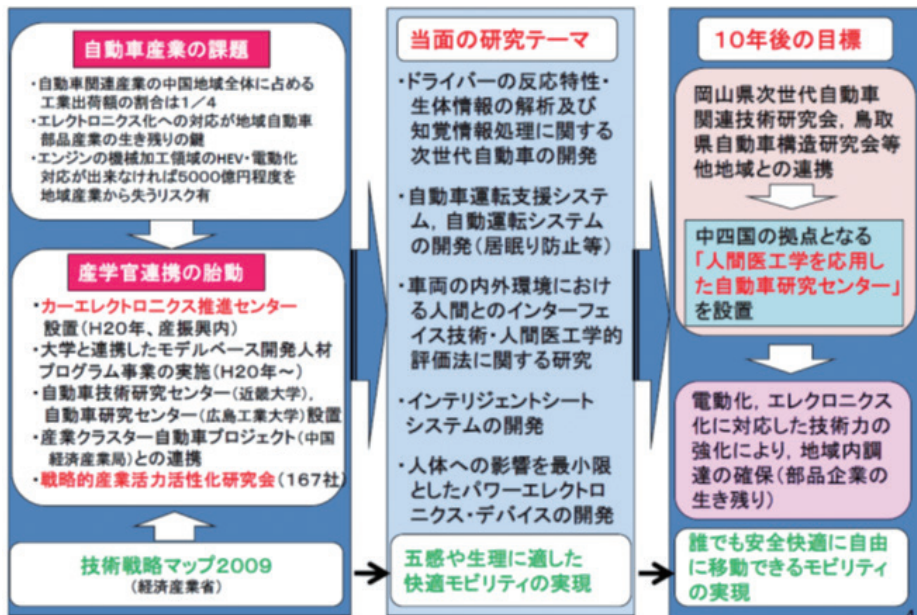 自動車産業の課題
・自動車関連産業の中国地域全体に占める
工業出荷額の割合は1/4
・エレクトロニクス化への対応が地域自動車
部品産業の生き残りの鍵
・エンジンの機械加工領域のHEV・電動化
対応が出来なければ5000億円程度を
地域産業から失うリスク有
産学官連携の胎動
・カーエレクトロニクス推進センター
設置(H20年、産振興内)
・大学と連携したモデルベース開発人材
プログラム事業の実施(H20年～)
・自動車技術研究センター(近畿大学),
自動車研究センター(広島工業大学)設置
・産業クラスター自動車プロジェクト(中国
経済産業局)との連携
・戦略的産業活力活性化研究会(167社)
技術戦略マップ2009
(経済産業省)
当面の研究テーマ
・ドライバーの反応特性・
生体情報の解析及び
知覚情報処理に関する
次世代自動車の開発
・自動車運転支援システ
ム, 自動運転システム
の開発(居眠り防止等)
・車両の内外環境におけ
る人間とのインターフェ
イス技術・人間医工学的
評価法に関する研究
・インテリジェントシート
システムの開発
・人体への影響を最小限
としたパワーエレクトロ
ニクス・デバイスの開発
五感や生理に適した
快適モビリティの実現
10年後の目標
岡山県次世代自動車
関連技術研究会, 鳥取
県自動車構造研究会等
他地域との連携
中四国の拠点となる
「人間医工学を応用し
た自動車研究センター」
を設置
電動化, エレクロニクス
化に対応した技術力の
強化により, 地域内調
達の確保(部品企業の
生き残り)
誰でも安全快適に自由
に移動できるモビリティ
の実現